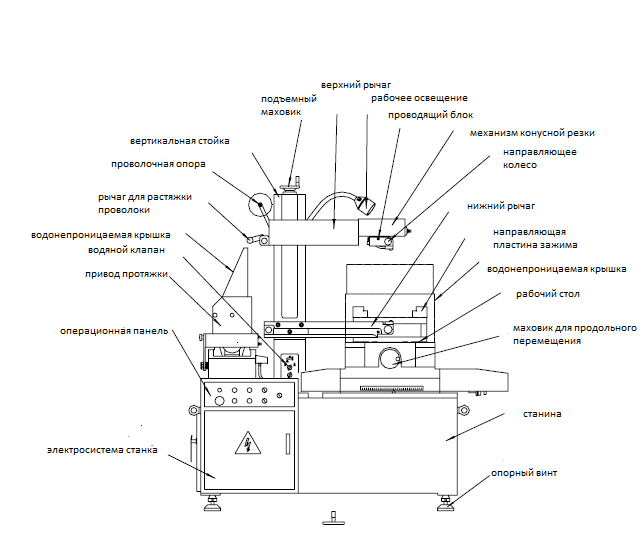 верхний рычаг
подъемный
маховик
рабочее освещение
проводящий блок
вертикальная стойка
механизм конусной резки
проволочная опора
направляющее
колесо
рычаг для растяжки
проволоки
нижний рычаг
водонепроницаемая крышка
водяной клапан
направляющая
пластина зажима
привод протяжки
водонепроницаемая крышка
рабочий стол
операционная панель
маховик для продольного
перемещения
станина
электросистема станка
опорный винт